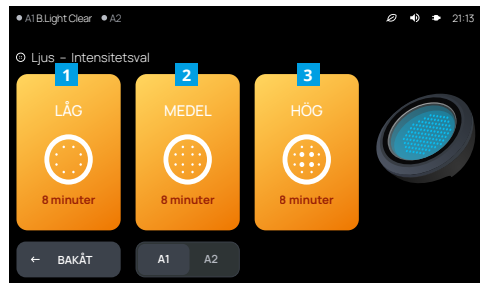 A1 B.Light Clear A2 21:13
Ljus – Intensitetsval
1 2 3
LÅG MEDEL HÖG
8 minuter 8 minuter 8 minuter
← BAKÅT A1 A2